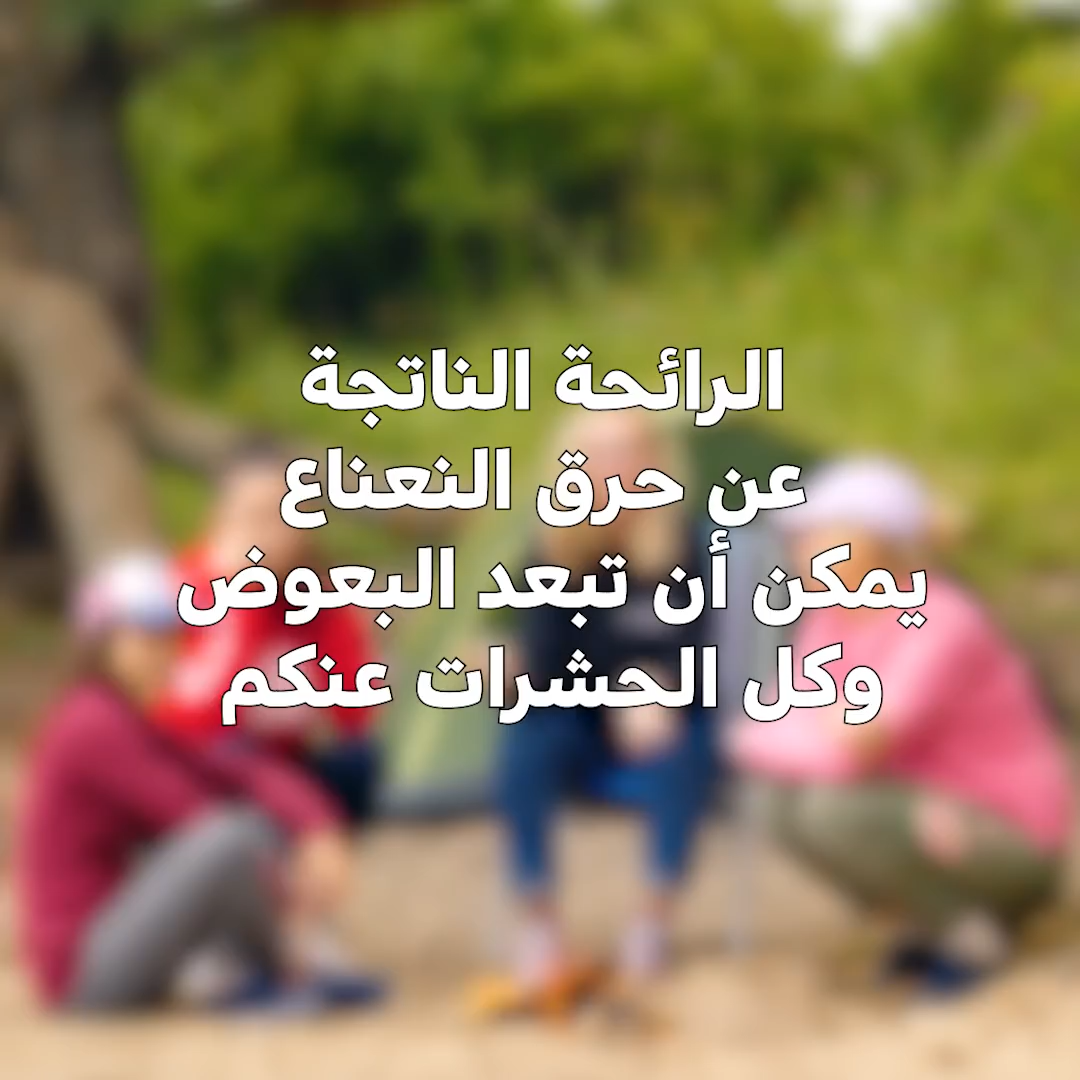 الرائحة الناتجة
عن حرق النعناع
يمكن أن تبعد البعوض
وكل الحشرات عنكم